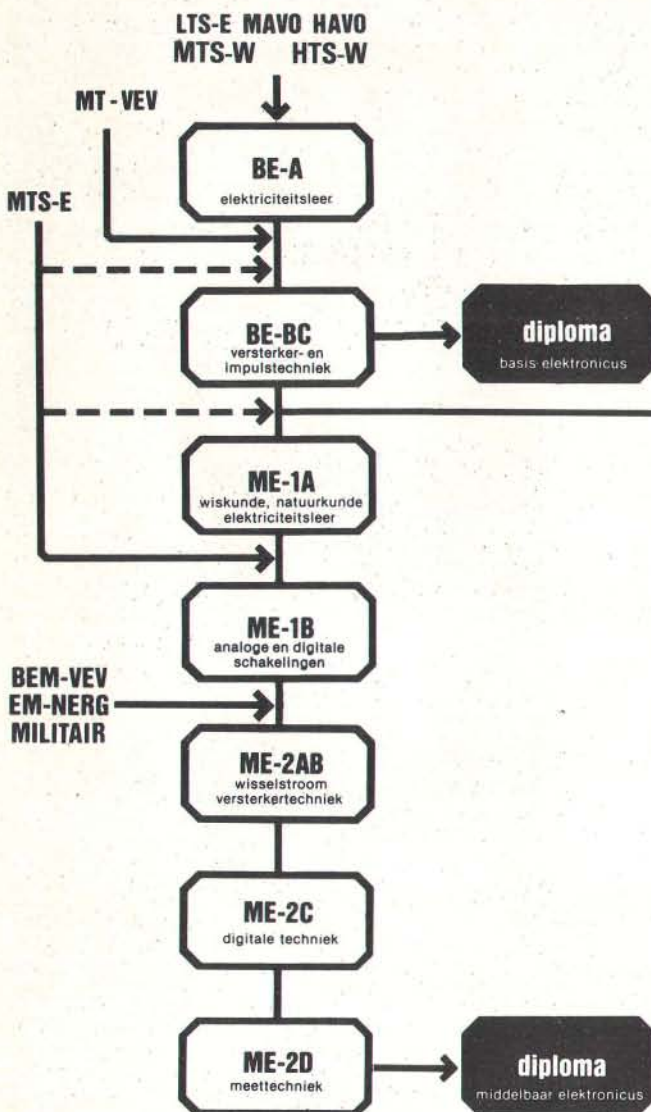 LTS-E MAVO HAVO
MTS-W HTS-W
MT-VEV
BE-A
elektriciteitsleer
MTS-E
BE-BC
versterker- en
impulstechniek
diploma
basis elektronicus
ME-1A
wiskunde, natuurkunde
elektriciteitsleer
ME-1B
analoge en digitale
schakelingen
BEM-VEV
EM-NERG
MILITAIR
ME-2AB
wisselstroom
versterkertechniek
ME-2C
digitale techniek
ME-2D
meettechniek
diploma
middelbaar elektronicus